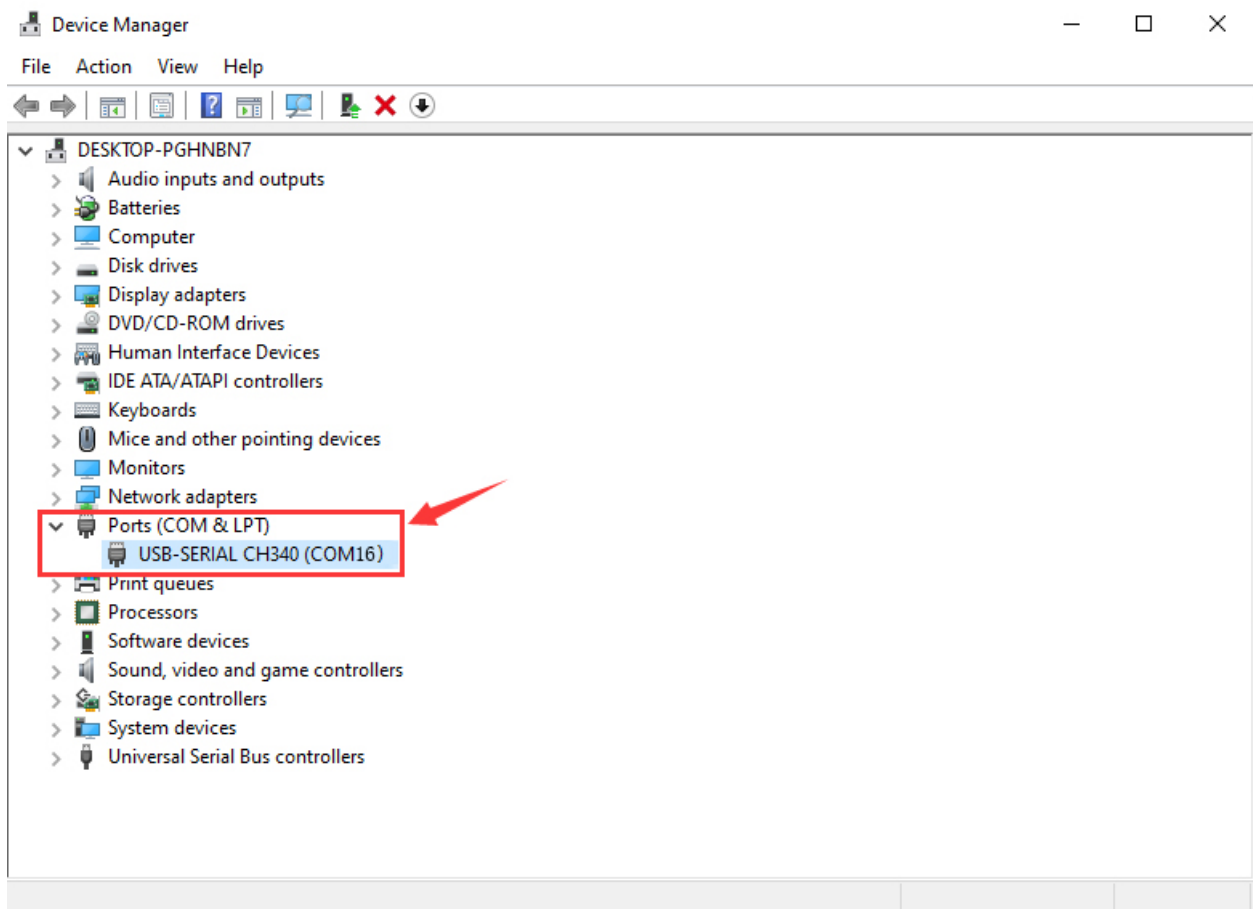 Device Manager
File Action View Help
DESKTOP-PGHNBN7
Audio inputs and outputs
Batteries
Computer
Disk drives
Display adapters
DVD/CD-ROM drives
Human Interface Devices
IDE ATA/ATAPI controllers
Keyboards
Mice and other pointing devices
Monitors
Network adapters
Ports (COM & LPT)
USB-SERIAL CH340 (COM16)
Print queues
Processors
Software devices
Sound, video and game controllers
Storage controllers
System devices
Universal Serial Bus controllers